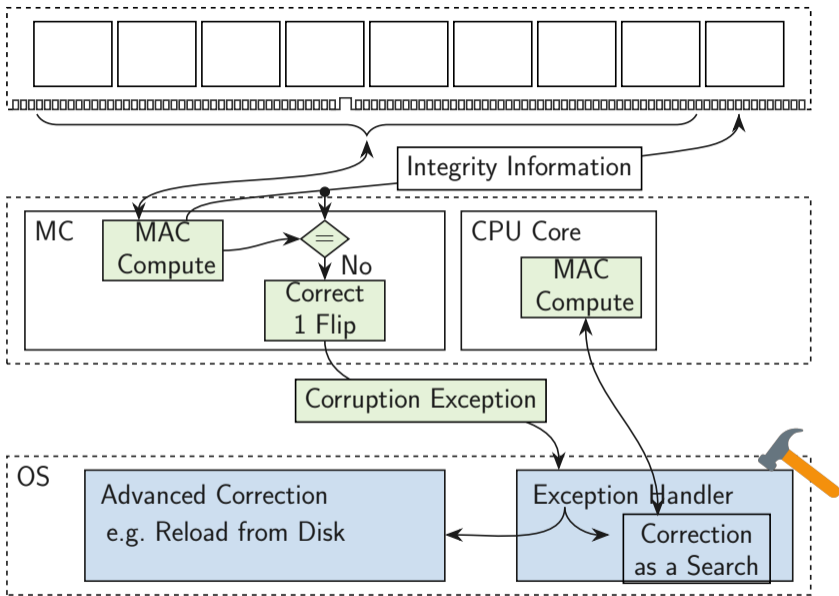 Integrity Information
MC
MAC
Compute
=
No
Correct
1 Flip
CPU Core
MAC
Compute
Corruption Exception
OS
Advanced Correction
e.g. Reload from Disk
Exception Handler
Correction
as a Search